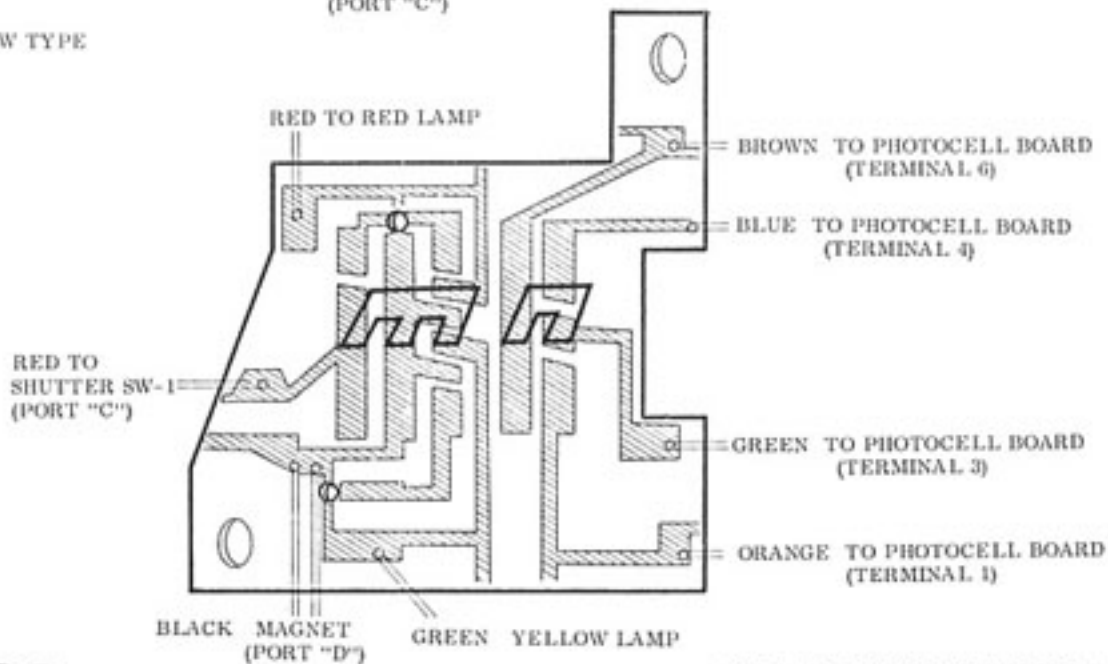 (PORT "C")
W TYPE
RED TO RED LAMP
BROWN TO PHOTOCELL BOARD
(TERMINAL 6)
BLUE TO PHOTOCELL BOARD
(TERMINAL 4)
RED TO
SHUTTER SW-1
(PORT "C")
GREEN TO PHOTOCELL BOARD
(TERMINAL 3)
ORANGE TO PHOTOCELL BOARD
(TERMINAL 1)
BLACK MAGNET
(PORT "D")
GREEN YELLOW LAMP